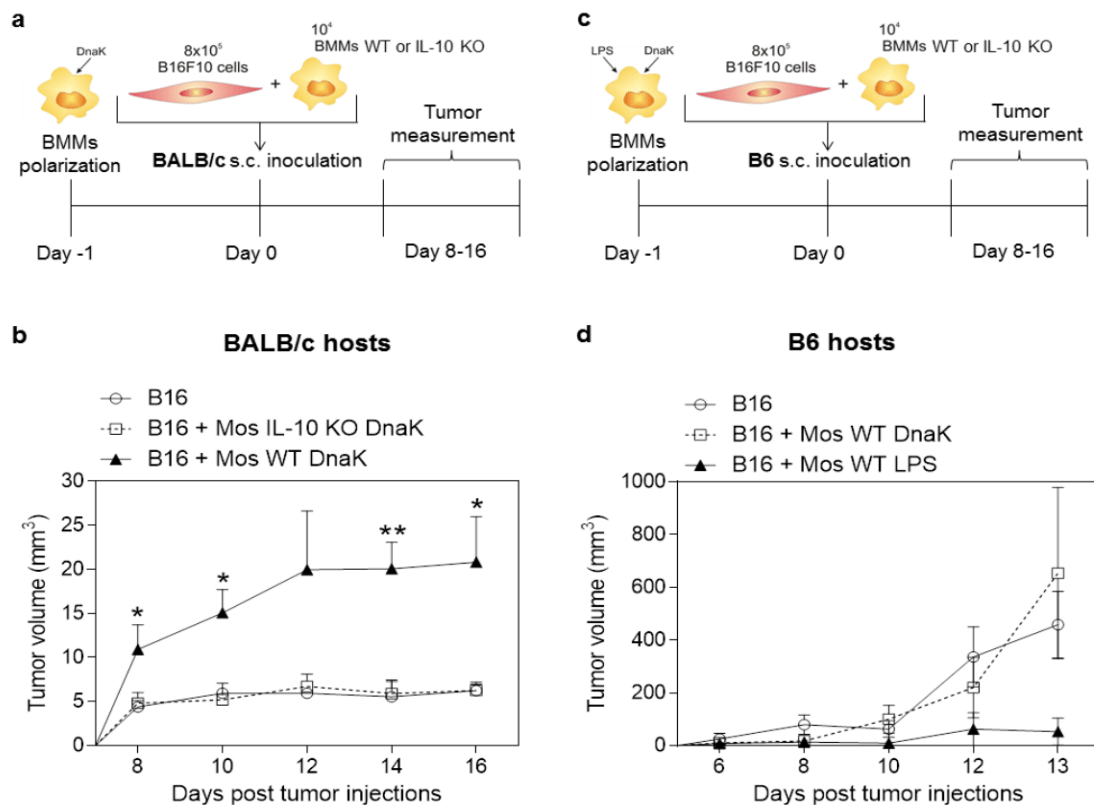 a
DnaK
8x10⁵
B16F10 cells
+
10⁴
BMMs WT or IL-10 KO
BMMs
polarization
BALB/c s.c. inoculation
Tumor
measurement
Day -1
Day 0
Day 8-16
c
LPS
DnaK
8x10⁵
B16F10 cells
+
10⁴
BMMs WT or IL-10 KO
BMMs
polarization
B6 s.c. inoculation
Tumor
measurement
Day -1
Day 0
Day 8-16
b
BALB/c hosts
B16
B16 + Mos IL-10 KO DnaK
B16 + Mos WT DnaK
Tumor volume (mm³)
30
25
20
15
10
5
0
*
*
**
*
8 10 12 14 16
Days post tumor injections
d
B6 hosts
B16
B16 + Mos WT DnaK
B16 + Mos WT LPS
Tumor volume (mm³)
1000
800
600
400
200
0
6 8 10 12 13
Days post tumor injections